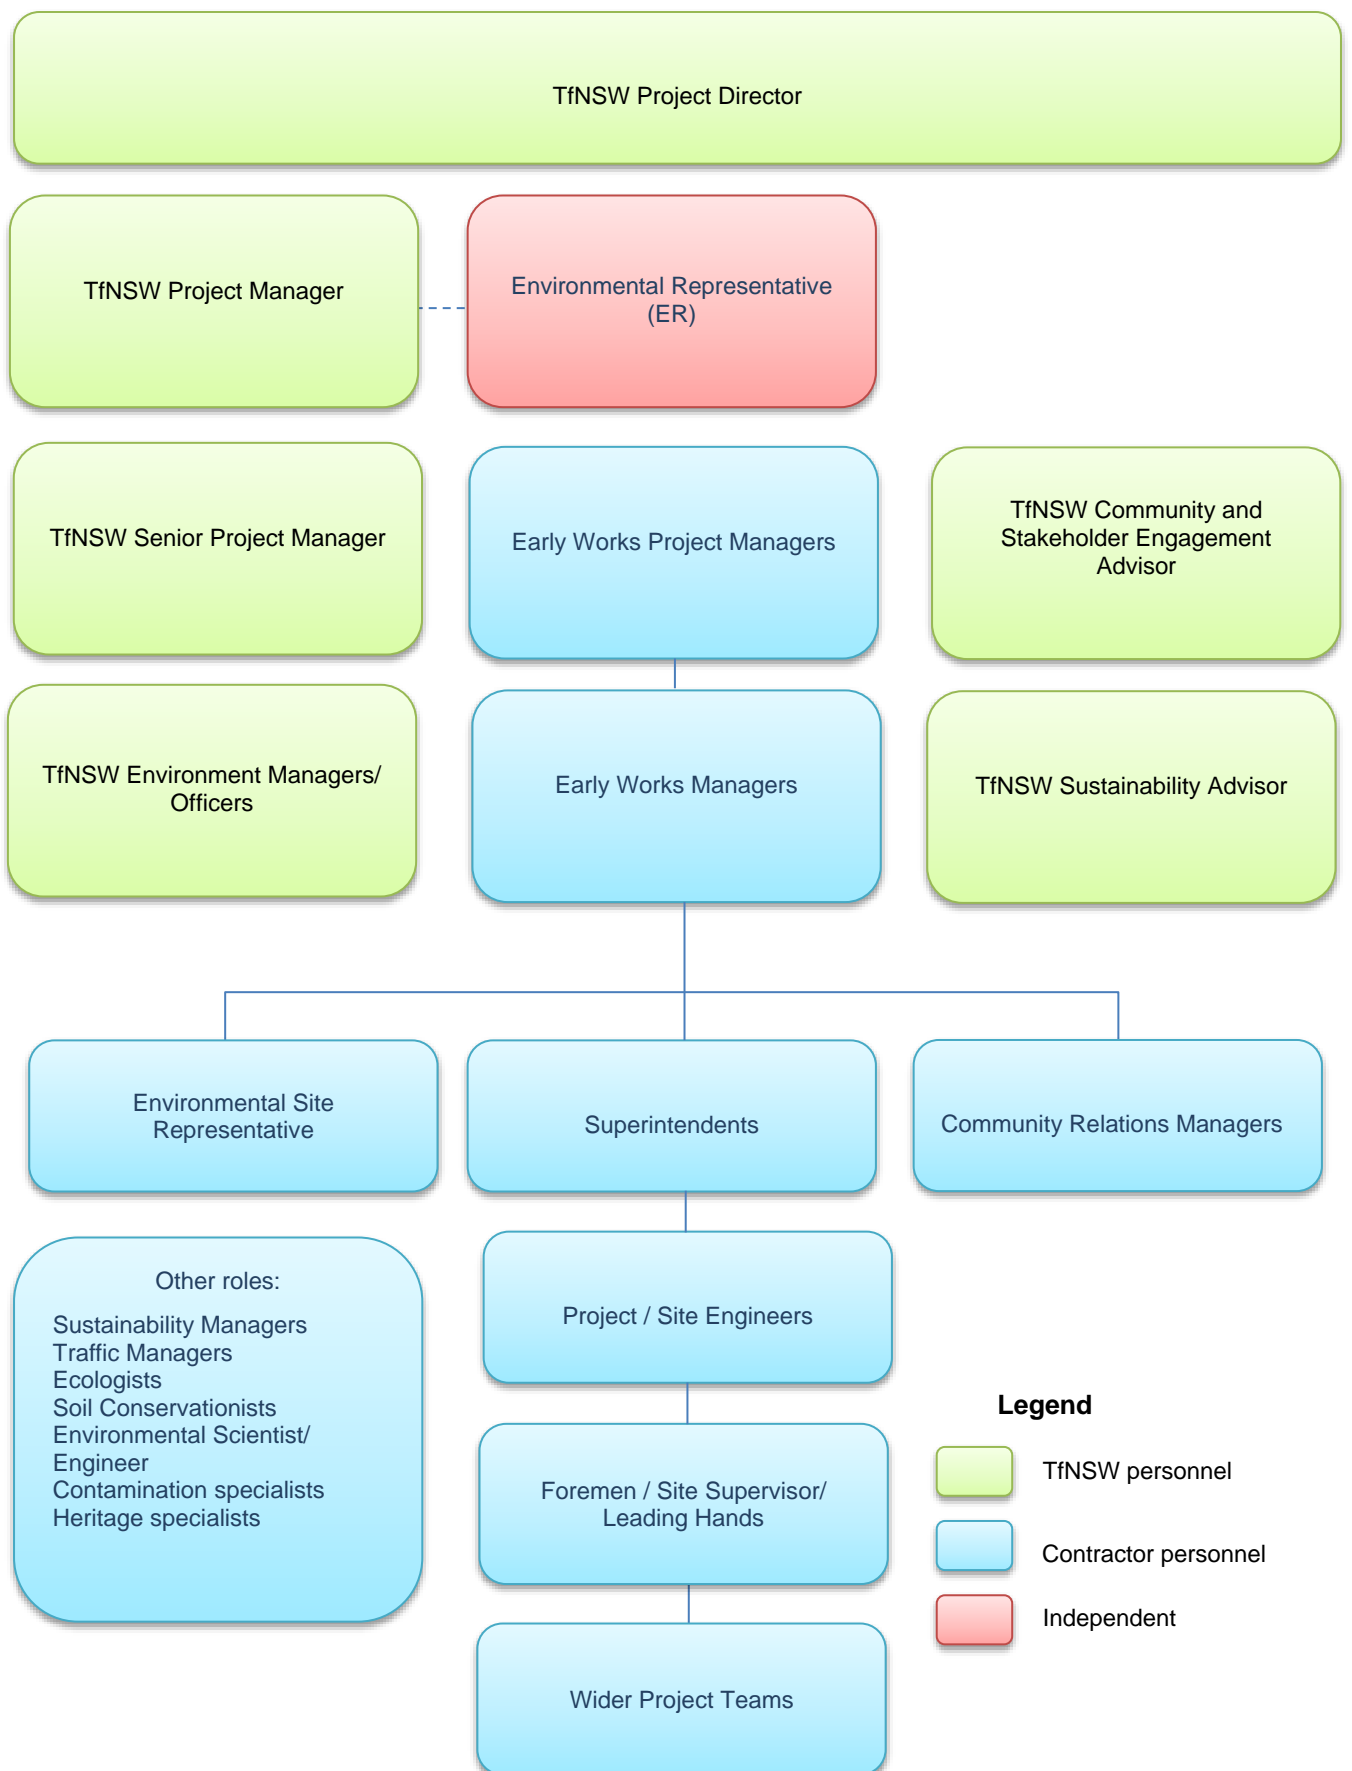 TfNSW Project Director
TfNSW Project Manager
Environmental Representative
(ER)
TfNSW Senior Project Manager
Early Works Project Managers
TfNSW Community and
Stakeholder Engagement
Advisor
TfNSW Environment Managers/
Officers
Early Works Managers
TfNSW Sustainability Advisor
Environmental Site
Representative
Superintendents
Community Relations Managers
Other roles:
Sustainability Managers
Traffic Managers
Ecologists
Soil Conservationists
Environmental Scientist/
Engineer
Contamination specialists
Heritage specialists
Project / Site Engineers
Foremen / Site Supervisor/
Leading Hands
Wider Project Teams
Legend
TfNSW personnel
Contractor personnel
Independent